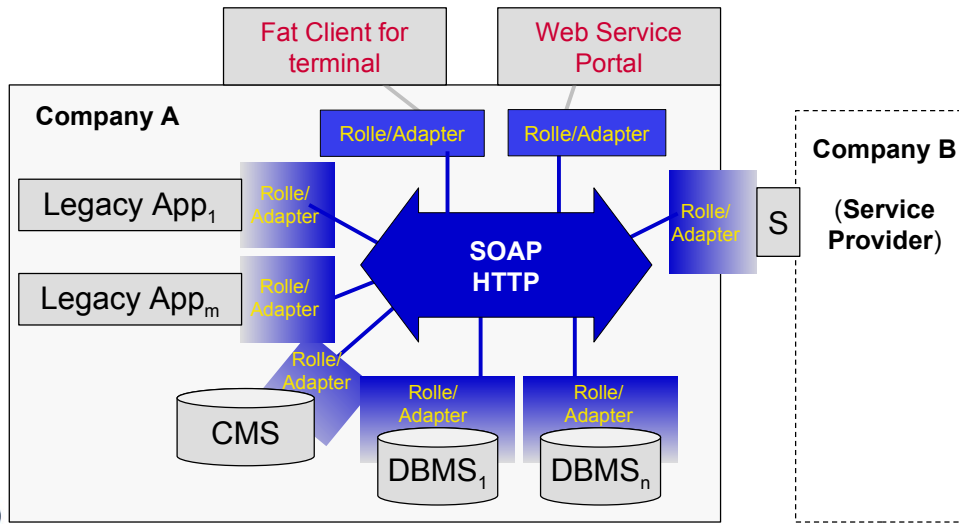 Fat Client for
terminal
Web Service
Portal
Company A
Rolle/Adapter
Rolle/Adapter
Company B
(Service
Provider)
Legacy App1
Rolle/
Adapter
Rolle/
Adapter
S
SOAP
HTTP
Legacy Appm
Rolle/
Adapter
Rolle/
Adapter
CMS
Rolle/
Adapter
DBMS1
Rolle/
Adapter
DBMSn